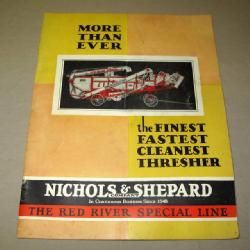 MORE
THAN
EVER
the FINEST
FASTEST
CLEANEST
THRESHER
NICHOLS & SHEPARD
COMPANY
In Continuous Business Since 1848
THE RED RIVER SPECIAL LINE